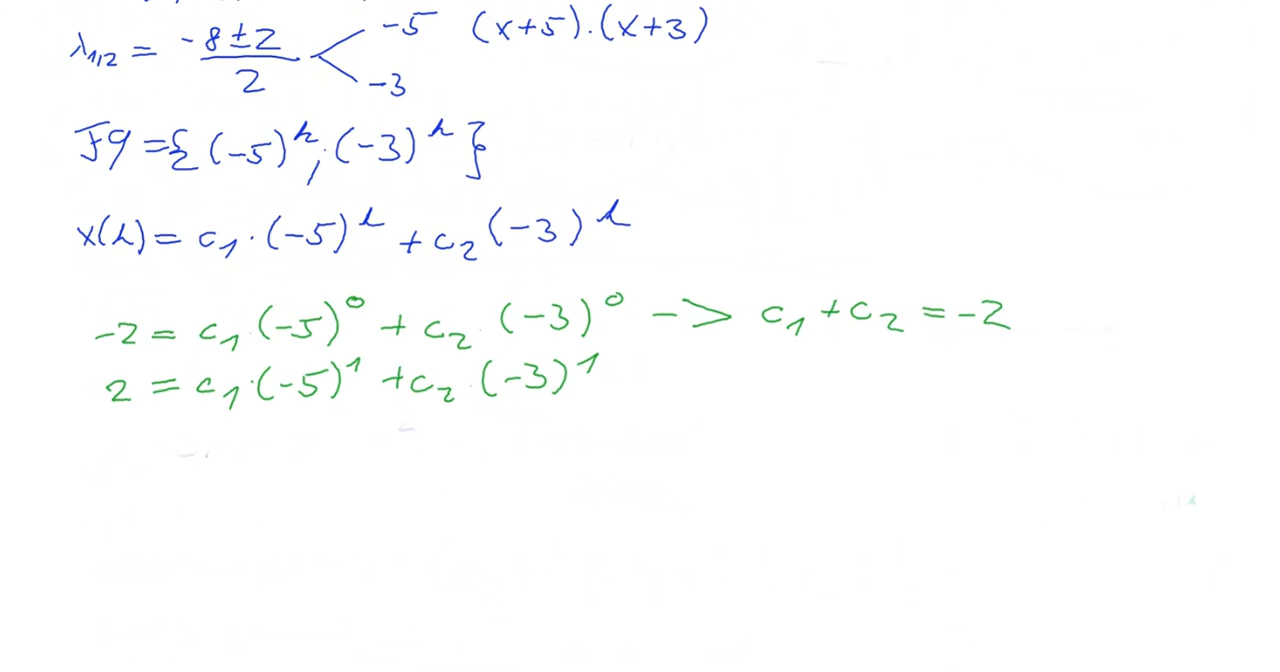 λ₁,₂ = (-8 ± 2)/2 < -5 (x+5).(x+3)
-3
F9 = { (-5)^k, (-3)^k }
x(k) = c₁ · (-5)^k + c₂ (-3)^k
-2 = c₁ · (-5)⁰ + c₂ · (-3)⁰ -> c₁ + c₂ = -2
2 = c₁ · (-5)¹ + c₂ · (-3)¹